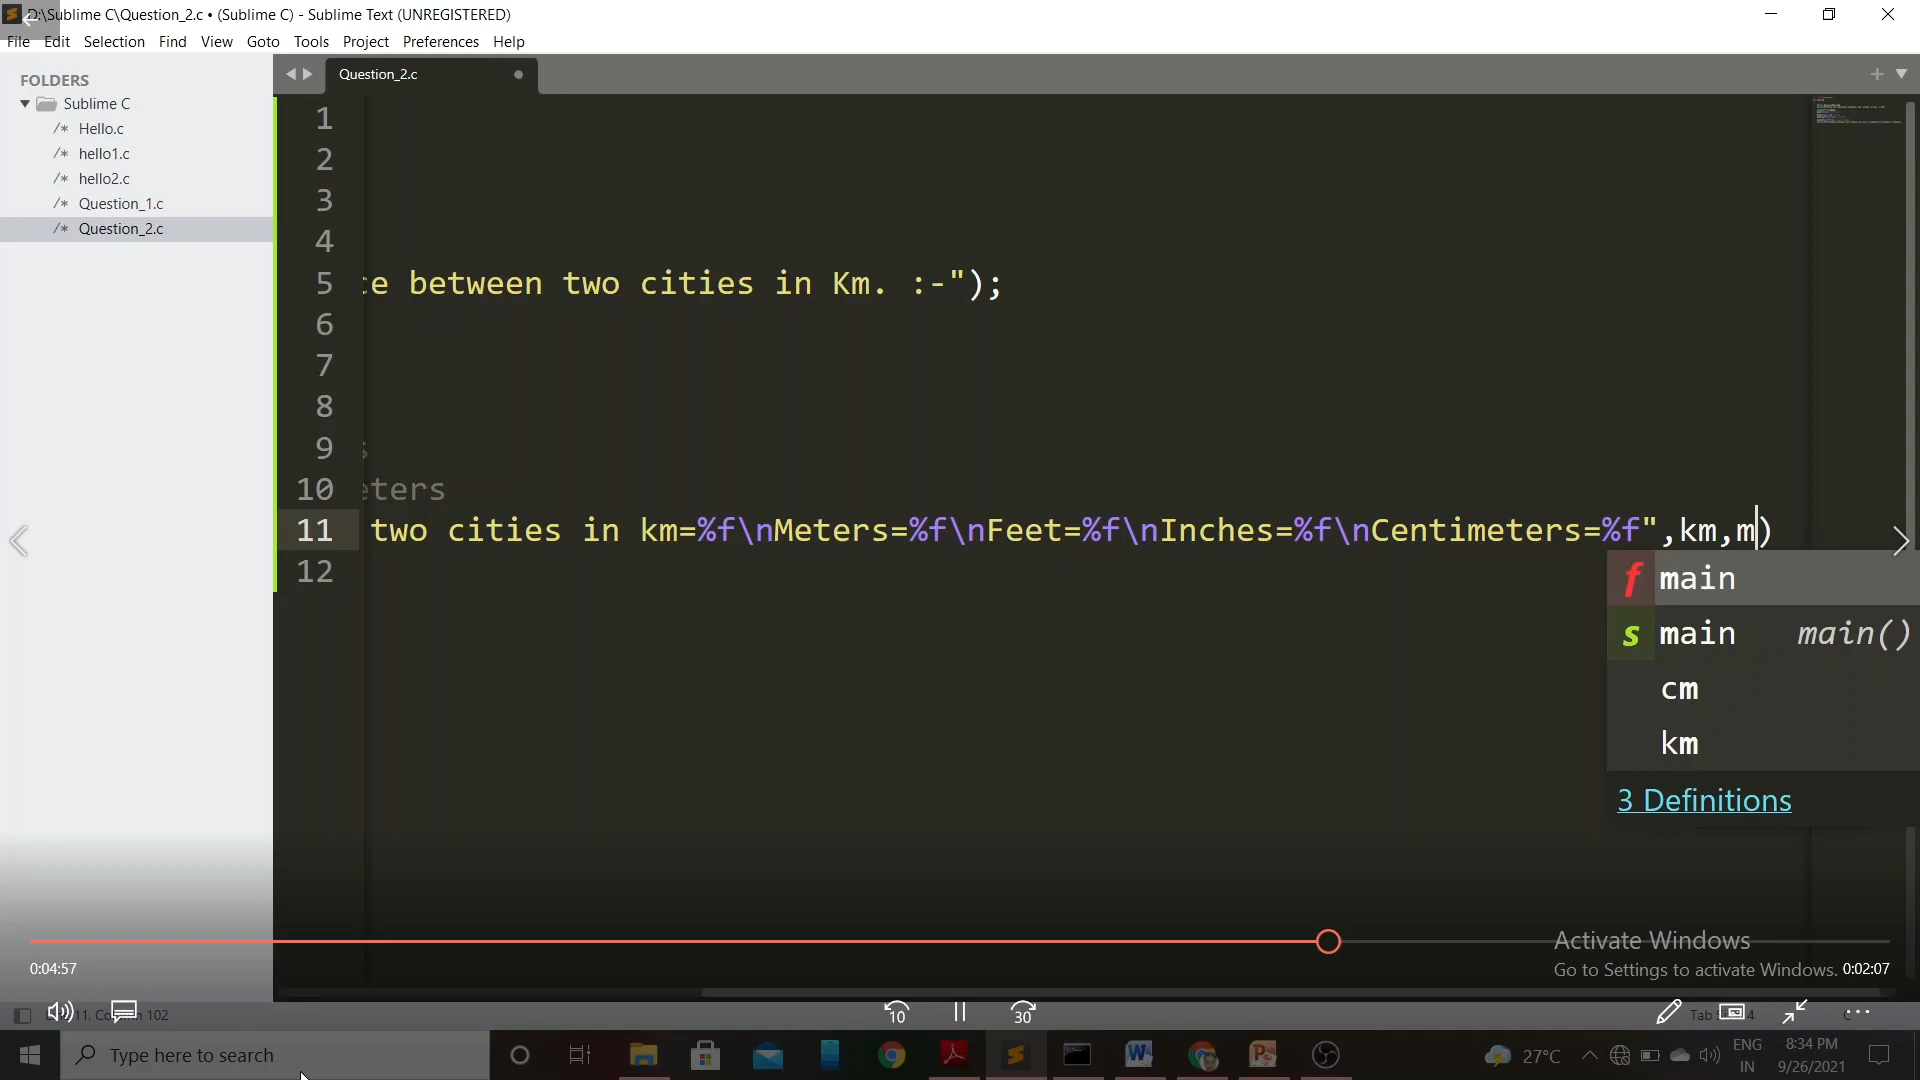 D:\Sublime C\Question_2.c • (Sublime C) - Sublime Text (UNREGISTERED)
File Edit Selection Find View Goto Tools Project Preferences Help
FOLDERS
Sublime C
/* Hello.c
/* hello1.c
/* hello2.c
/* Question_1.c
/* Question_2.c
Question_2.c
1
2
3
4
5 ce between two cities in Km. :-");
6
7
8
9 s
10 eters
11 two cities in km=%f\nMeters=%f\nFeet=%f\nInches=%f\nCentimeters=%f",km,m)
12
f main
s main main()
cm
km
3 Definitions
Activate Windows
Go to Settings to activate Windows.
0:04:57
0:02:07
11, Column 102
10
30
Tab
4
C
Type here to search
27°C
ENG
IN
8:34 PM
9/26/2021